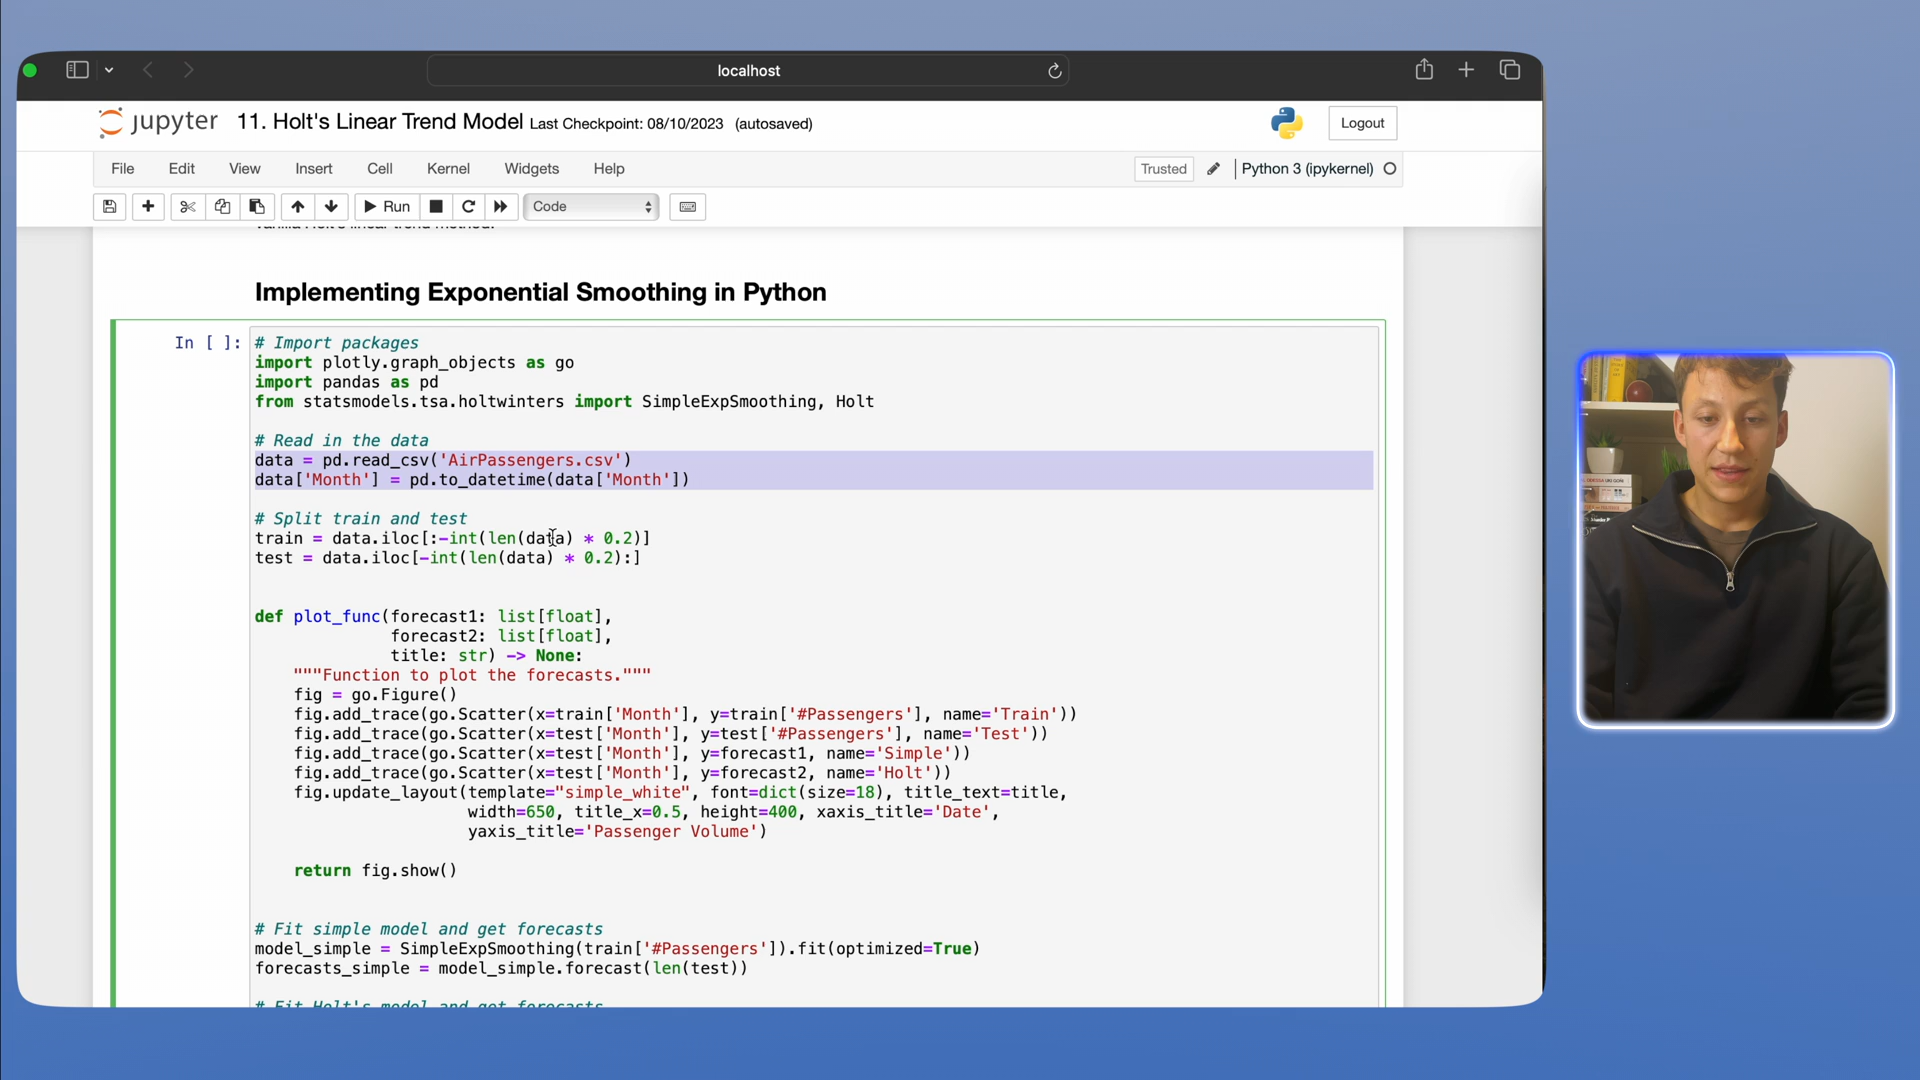 localhost
jupyter 11. Holt's Linear Trend Model Last Checkpoint: 08/10/2023 (autosaved)
Logout
File Edit View Insert Cell Kernel Widgets Help
Trusted Python 3 (ipykernel)
Run Code
vanilla Holt's linear trend method.
Implementing Exponential Smoothing in Python
In [ ]:
# Import packages
import plotly.graph_objects as go
import pandas as pd
from statsmodels.tsa.holtwinters import SimpleExpSmoothing, Holt
# Read in the data
data = pd.read_csv('AirPassengers.csv')
data['Month'] = pd.to_datetime(data['Month'])
# Split train and test
train = data.iloc[:-int(len(data) * 0.2)]
test = data.iloc[-int(len(data) * 0.2):]
def plot_func(forecast1: list[float],
forecast2: list[float],
title: str) -> None:
"""Function to plot the forecasts."""
fig = go.Figure()
fig.add_trace(go.Scatter(x=train['Month'], y=train['#Passengers'], name='Train'))
fig.add_trace(go.Scatter(x=test['Month'], y=test['#Passengers'], name='Test'))
fig.add_trace(go.Scatter(x=test['Month'], y=forecast1, name='Simple'))
fig.add_trace(go.Scatter(x=test['Month'], y=forecast2, name='Holt'))
fig.update_layout(template="simple_white", font=dict(size=18), title_text=title,
width=650, title_x=0.5, height=400, xaxis_title='Date',
yaxis_title='Passenger Volume')
return fig.show()
# Fit simple model and get forecasts
model_simple = SimpleExpSmoothing(train['#Passengers']).fit(optimized=True)
forecasts_simple = model_simple.forecast(len(test))
# Fit Holt's model and get forecasts